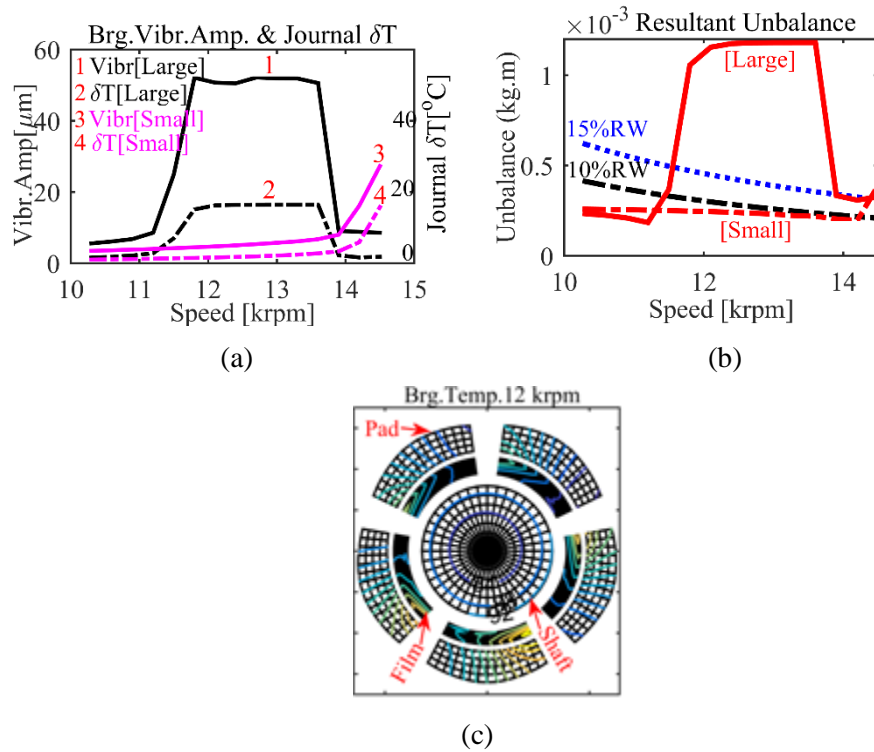 Brg.Vibr.Amp. & Journal δT
60
40
20
0
Vibr.Amp[μm]
1 Vibr[Large]
2 δT[Large]
3 Vibr[Small]
4 δT[Small]
1
2
3
4
40
20
0
Journal δT[°C]
10 11 12 13 14 15
Speed [krpm]
(a)
×10⁻³ Resultant Unbalance
1
0.5
0
Unbalance (kg.m)
[Large]
15%RW
10%RW
[Small]
10 12 14
Speed [krpm]
(b)
Brg.Temp.12 krpm
Pad
Film
Shaft
(c)